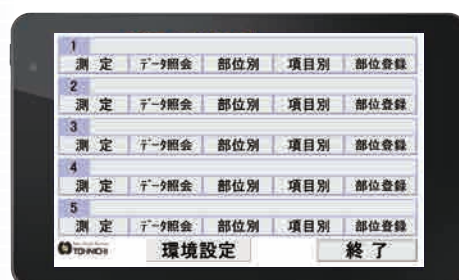 1
測 定 データ照会 部位別 項目別 部位登録
2
測 定 データ照会 部位別 項目別 部位登録
3
測 定 データ照会 部位別 項目別 部位登録
4
測 定 データ照会 部位別 項目別 部位登録
5
測 定 データ照会 部位別 項目別 部位登録
TOHNICHI 環境設定 終 了